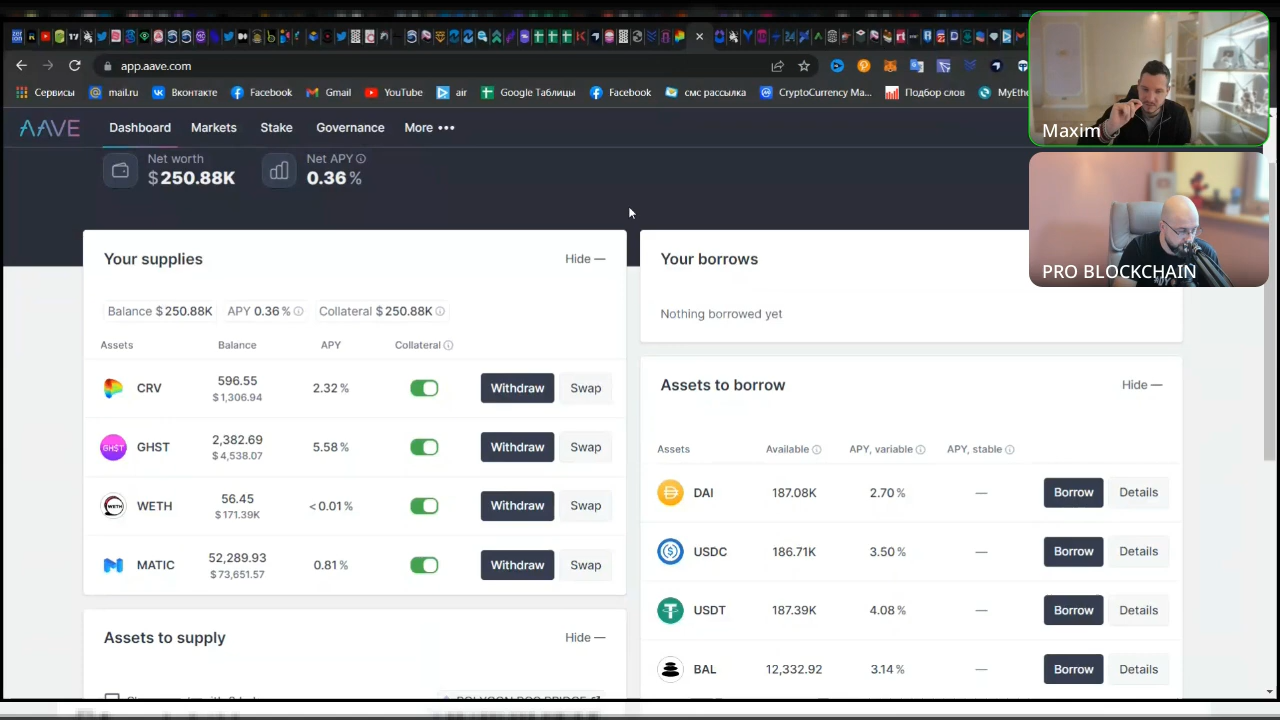 app.aave.com
Сервисы
mail.ru
Вконтакте
Facebook
Gmail
YouTube
air
Google Таблицы
Facebook
смс рассылка
CryptoCurrency Ma...
Подбор слов
MyEthe
Maxim
PRO BLOCKCHAIN
AAVE
Dashboard
Markets
Stake
Governance
More •••
Net worth
$250.88K
Net APY
0.36 %
Your supplies
Hide —
Balance $ 250.88K
APY 0.36 %
Collateral $ 250.88K
Assets Balance APY Collateral
CRV 596.55 2.32 % Withdraw Swap
$ 1,306.94
GHST 2,382.69 5.58 % Withdraw Swap
$ 4,538.07
WETH 56.45 < 0.01 % Withdraw Swap
$ 171.39K
MATIC 52,289.93 0.81 % Withdraw Swap
$ 73,651.57
Assets to supply
Hide —
Your borrows
Nothing borrowed yet
Assets to borrow
Hide —
Assets Available APY, variable APY, stable
DAI 187.08K 2.70 % — Borrow Details
USDC 186.71K 3.50 % — Borrow Details
USDT 187.39K 4.08 % — Borrow Details
BAL 12,332.92 3.14 % — Borrow Details